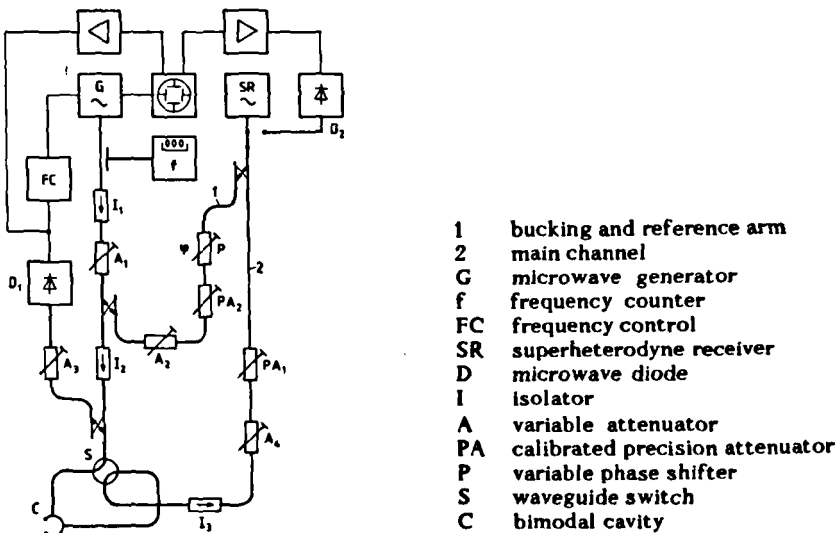 G
SR
D₂
000
f
FC
I₁
1
A₁
φ P
2
D₁
PA₂
A₂
I₂
A₃
PA₁
A₄
S
C
I₃
1 bucking and reference arm
2 main channel
G microwave generator
f frequency counter
FC frequency control
SR superheterodyne receiver
D microwave diode
I isolator
A variable attenuator
PA calibrated precision attenuator
P variable phase shifter
S waveguide switch
C bimodal cavity